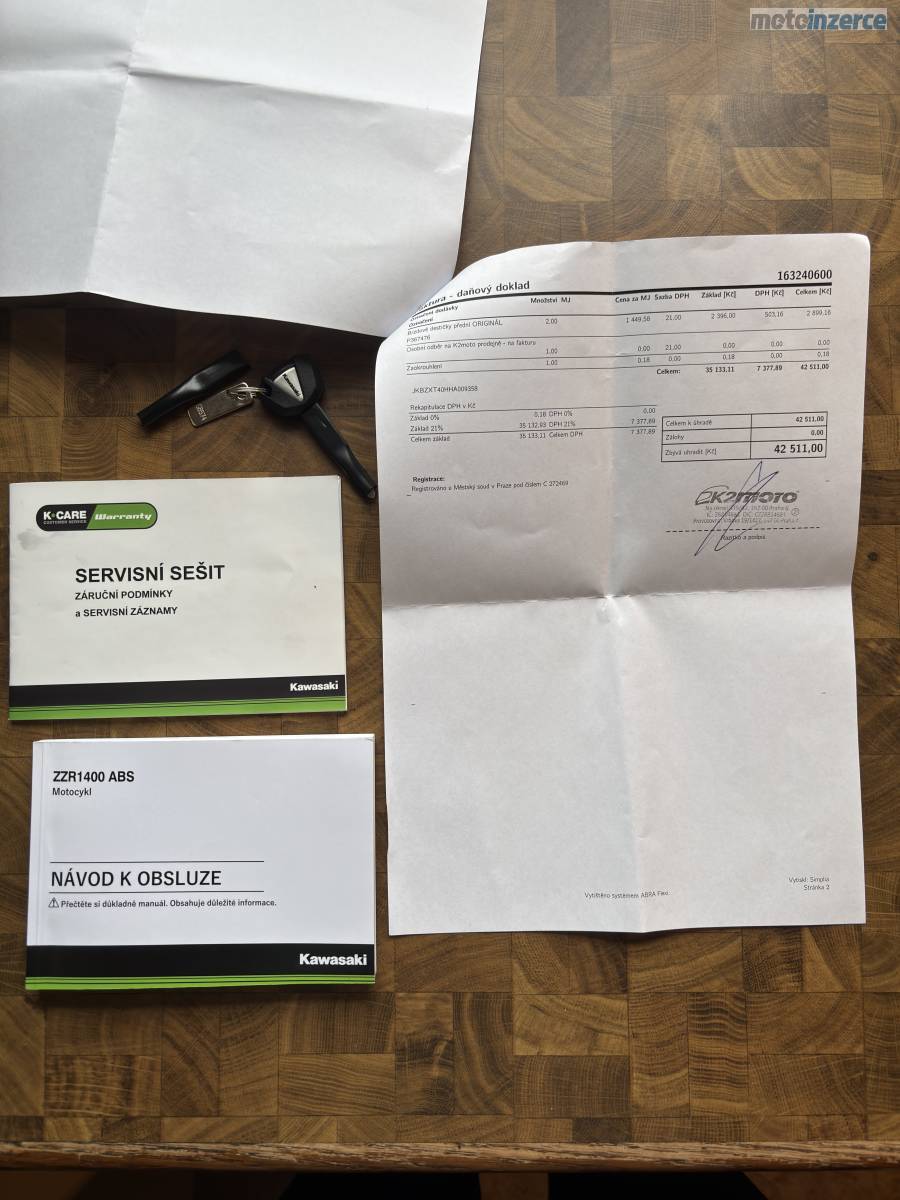 motoinzerce
163240600
- daňový doklad
Označení dodávky
Označení Množství MJ Cena za MJ Sazba DPH Základ [Kč] DPH [Kč] Celkem [Kč]
Brzdové destičky přední ORIGINÁL 2.00 1 449,58 21,00 2 396,00 503,16 2 899,16
P367476
Osobní odběr na K2moto prodejně - na fakturu
1.00 0.00 21,00 0,00 0,00 0,00
Zaokrouhlení 1.00 0.18 0,00 0,18 0,00 0,18
Celkem: 35 133,11 7 377,89 42 511,00
JKBZXT40HHA009358
Rekapitulace DPH v Kč
Základ 0% 0,18 DPH 0% 0,00
Základ 21% 35 132,93 DPH 21% 7 377,89
Celkem základ 35 133,11 Celkem DPH 7 377,89
Celkem k úhradě 42 511,00
Zálohy 0,00
Zbývá uhradit [Kč] 42 511,00
Registrace:
Registrováno u Městský soud v Praze pod číslem C 272469
K2MOTO
Razítko a podpis
Vytištěno systémem ABRA Flexi
Vytiskl: Simplia
Stránka 2
Kawasaki
K-CARE
CUSTOMER SERVICE
Warranty
SERVISNÍ SEŠIT
ZÁRUČNÍ PODMÍNKY
a SERVISNÍ ZÁZNAMY
Kawasaki
ZZR1400 ABS
Motocykl
NÁVOD K OBSLUZE
⚠ Přečtěte si důkladně manuál. Obsahuje důležité informace.
Kawasaki